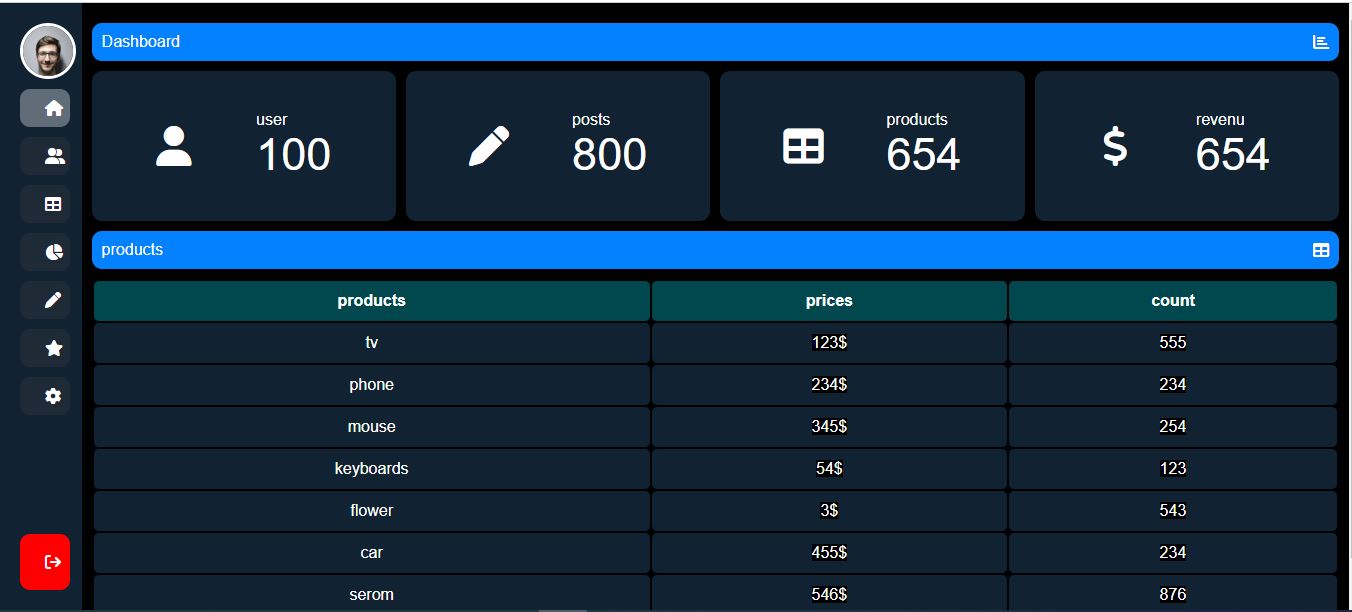 Dashboard
user
100
posts
800
products
654
revenu
654
products
products prices count
tv 123$ 555
phone 234$ 234
mouse 345$ 254
keyboards 54$ 123
flower 3$ 543
car 455$ 234
serom 546$ 876